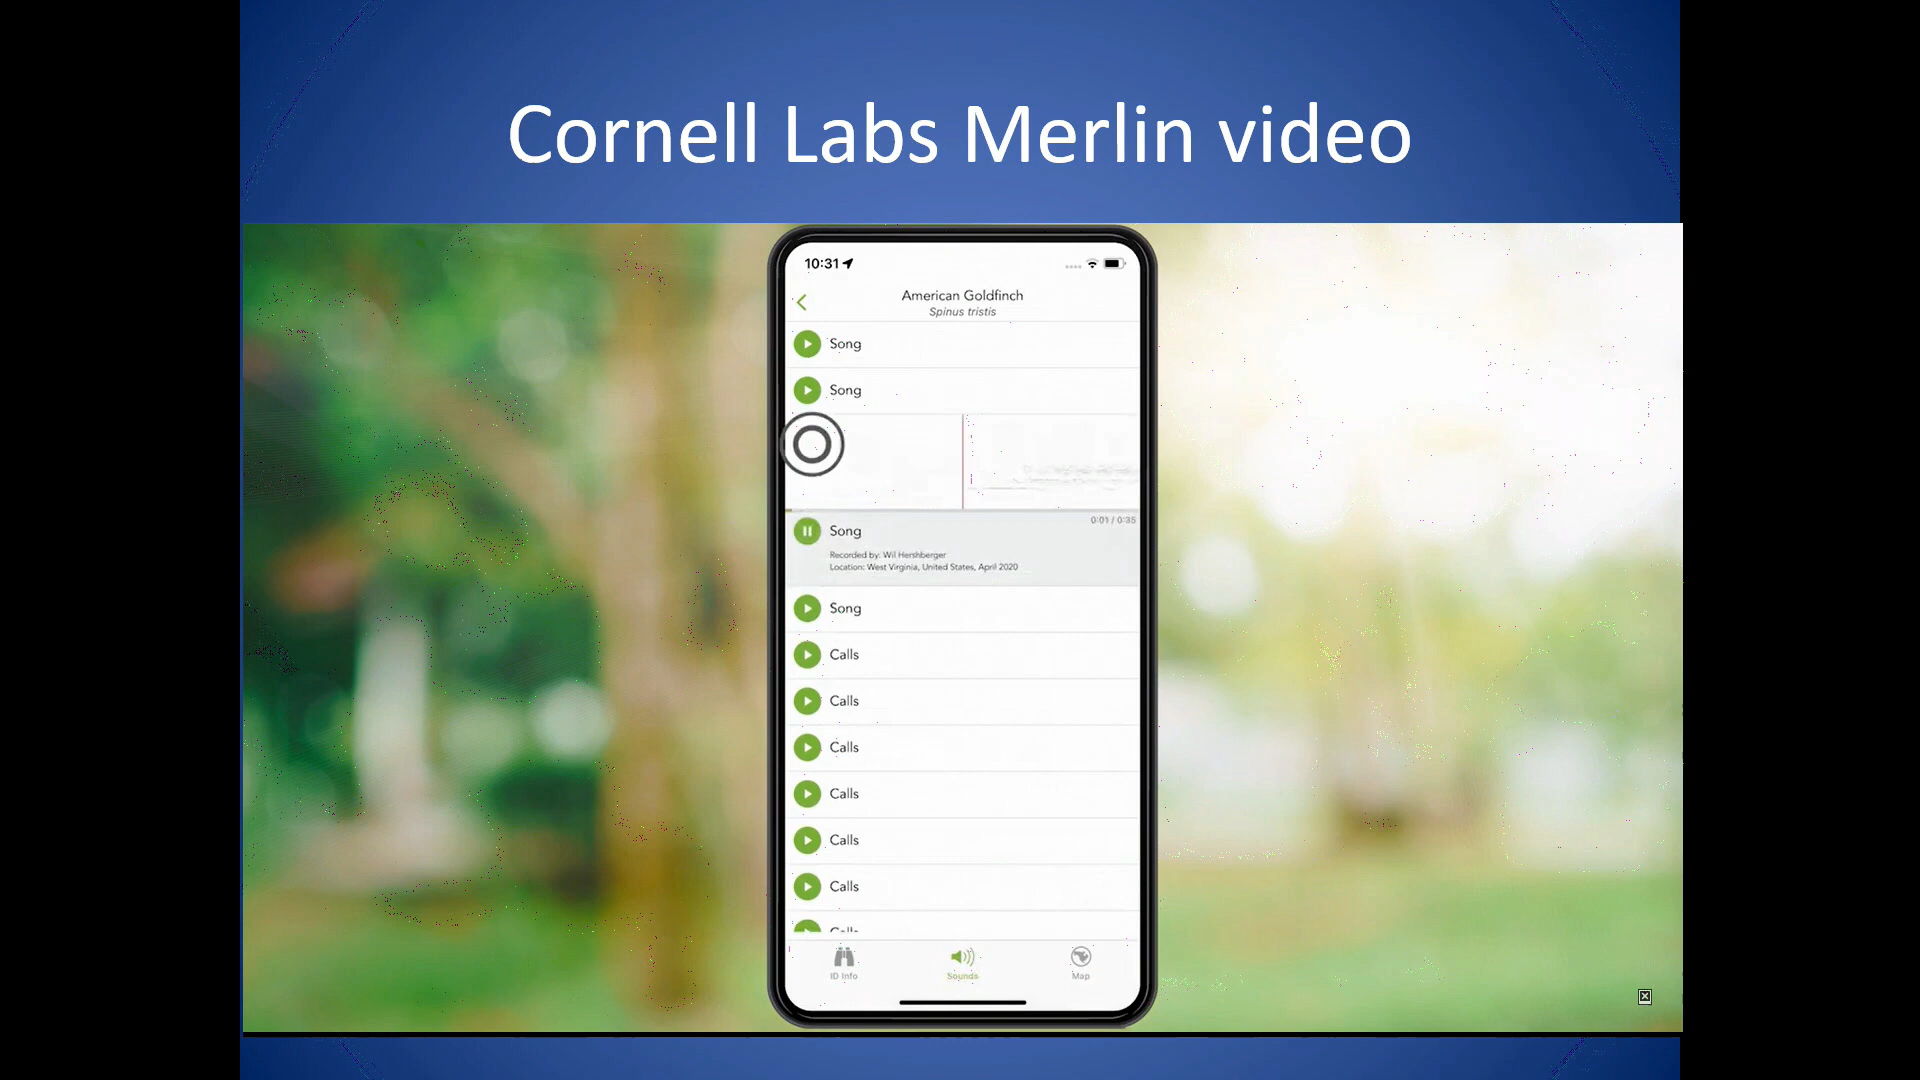 Cornell Labs Merlin video
10:31
American Goldfinch
Spinus tristis
Song
Song
0:01 / 0:35
Song
Recorded by: Wil Hershberger
Location: West Virginia, United States, April 2020
Song
Calls
Calls
Calls
Calls
Calls
Calls
Calls
ID Info
Sounds
Map